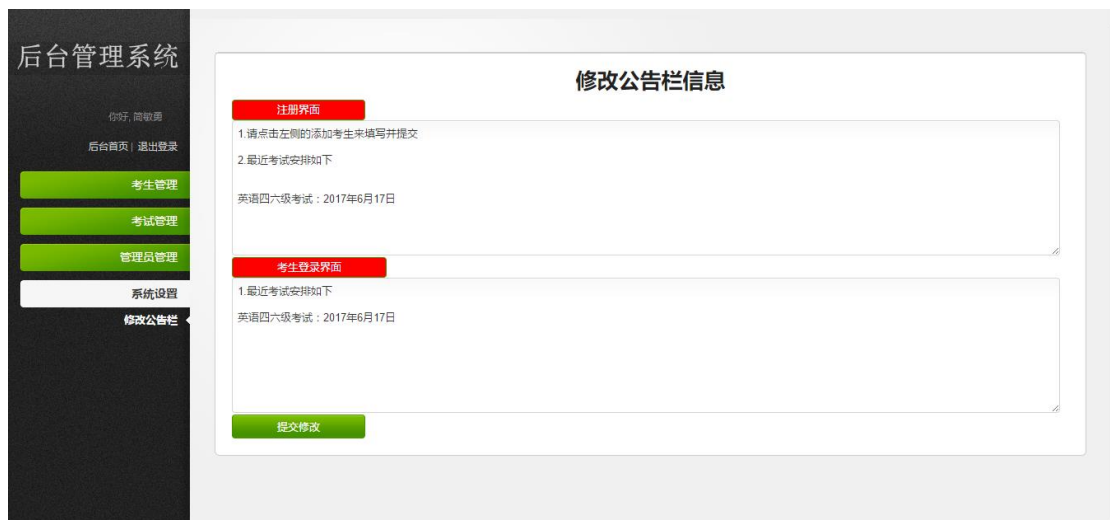 后台管理系统
你好, 简敏勇
后台首页 | 退出登录
考生管理
考试管理
管理员管理
系统设置
修改公告栏
修改公告栏信息
注册界面
1.请点击左侧的添加考生来填写并提交
2.最近考试安排如下
英语四六级考试：2017年6月17日
考生登录界面
1.最近考试安排如下
英语四六级考试：2017年6月17日
提交修改